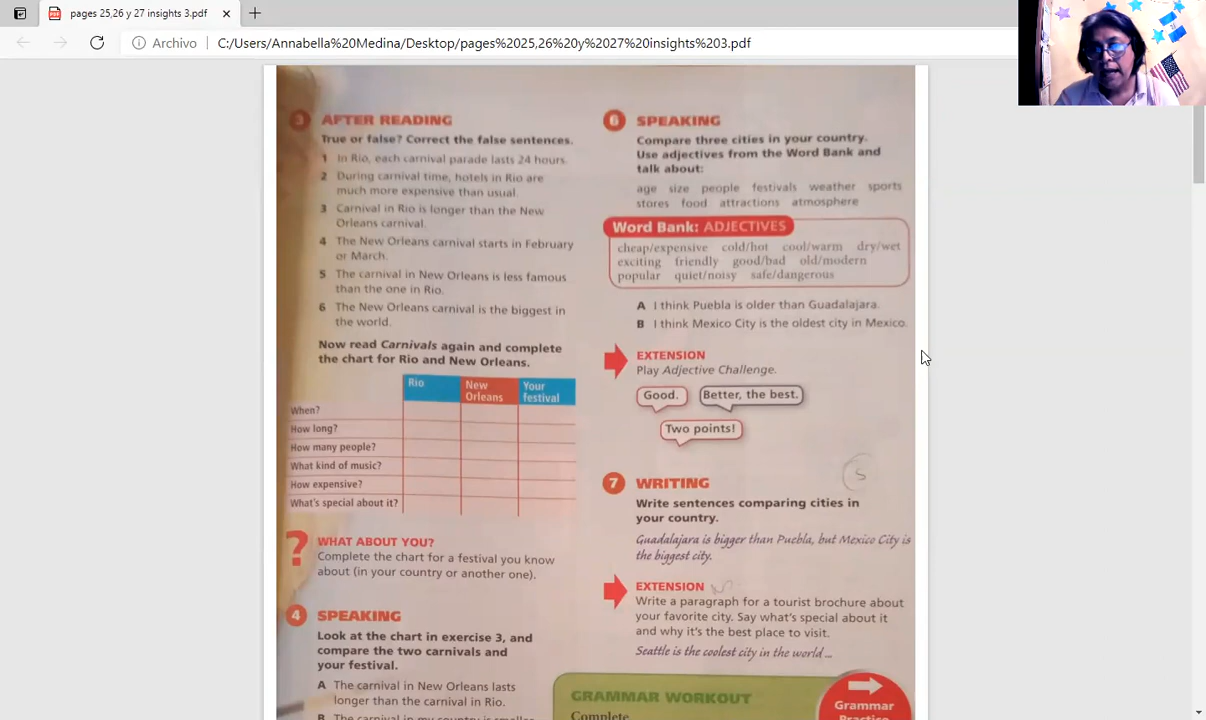 pages 25,26 y 27 insights 3.pdf
Archivo
C:/Users/Annabella%20Medina/Desktop/pages%2025,26%20y%2027%20insights%203.pdf
3 AFTER READING
True or false? Correct the false sentences.
1 In Rio, each carnival parade lasts 24 hours.
2 During carnival time, hotels in Rio are
much more expensive than usual.
3 Carnival in Rio is longer than the New
Orleans carnival.
4 The New Orleans carnival starts in February
or March.
5 The carnival in New Orleans is less famous
than the one in Rio.
6 The New Orleans carnival is the biggest in
the world.
Now read Carnivals again and complete
the chart for Rio and New Orleans.
Rio
New
Orleans
Your
festival
When?
How long?
How many people?
What kind of music?
How expensive?
What's special about it?
? WHAT ABOUT YOU?
Complete the chart for a festival you know
about (in your country or another one).
4 SPEAKING
Look at the chart in exercise 3, and
compare the two carnivals and
your festival.
A The carnival in New Orleans lasts
longer than the carnival in Rio.
B The carnival in my country is smaller
6 SPEAKING
Compare three cities in your country.
Use adjectives from the Word Bank and
talk about:
age size people festivals weather sports
stores food attractions atmosphere
Word Bank: ADJECTIVES
cheap/expensive cold/hot cool/warm dry/wet
exciting friendly good/bad old/modern
popular quiet/noisy safe/dangerous
A I think Puebla is older than Guadalajara.
B I think Mexico City is the oldest city in Mexico.
EXTENSION
Play Adjective Challenge.
Good.
Better, the best.
Two points!
5
7 WRITING
Write sentences comparing cities in
your country.
Guadalajara is bigger than Puebla, but Mexico City is
the biggest city.
EXTENSION
Write a paragraph for a tourist brochure about
your favorite city. Say what's special about it
and why it's the best place to visit.
Seattle is the coolest city in the world ...
GRAMMAR WORKOUT
Complete
Grammar
Practice